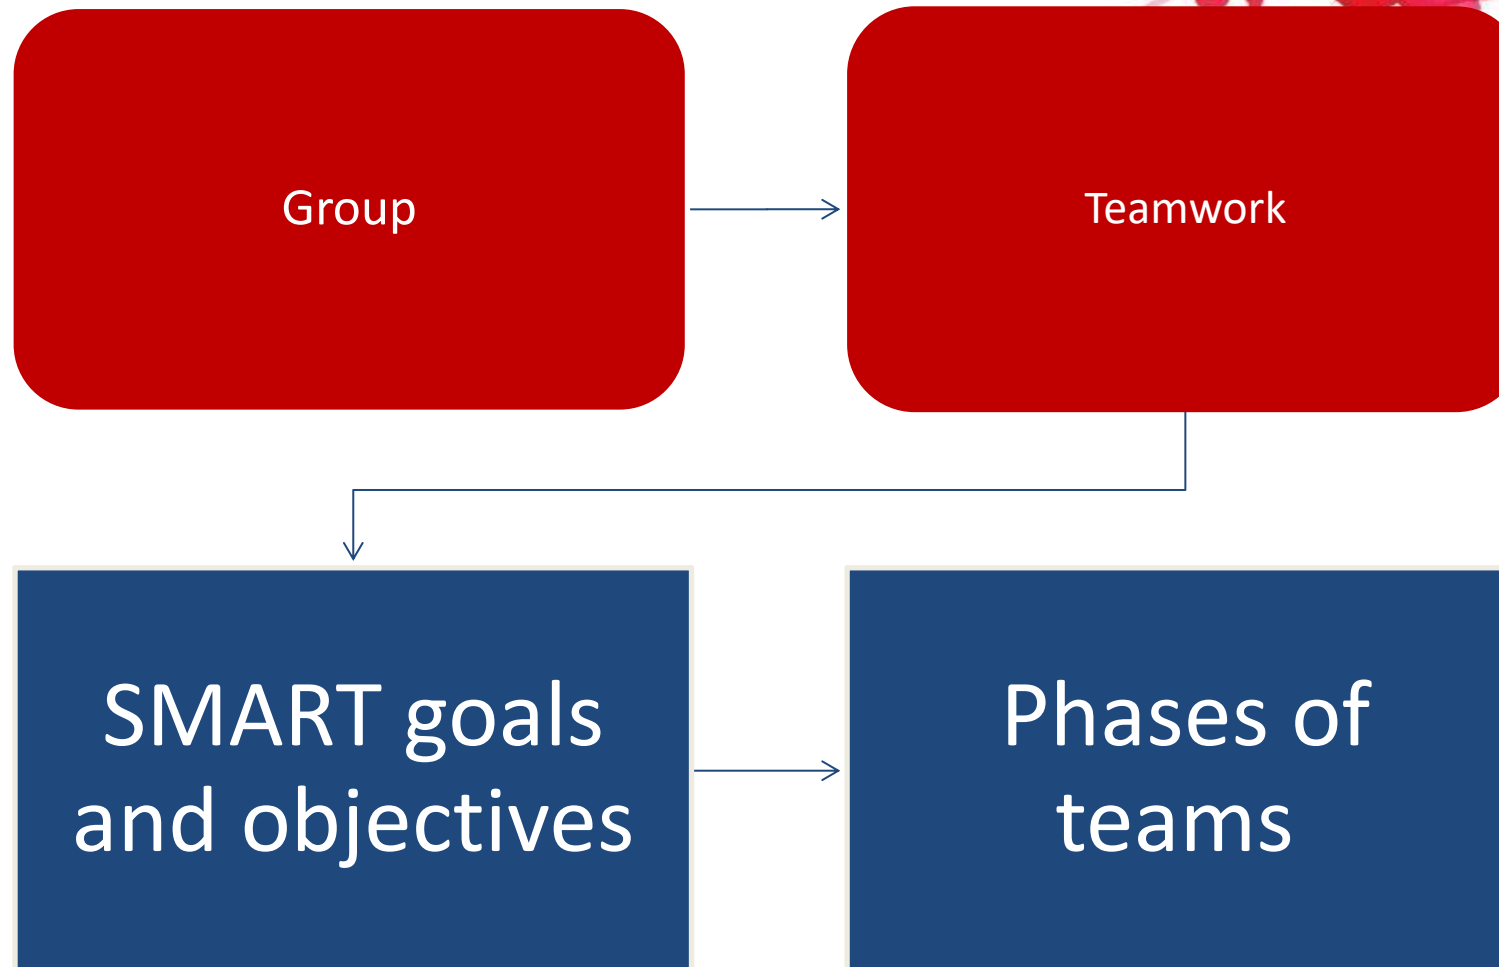 Group
Teamwork
SMART goals
and objectives
Phases of
teams